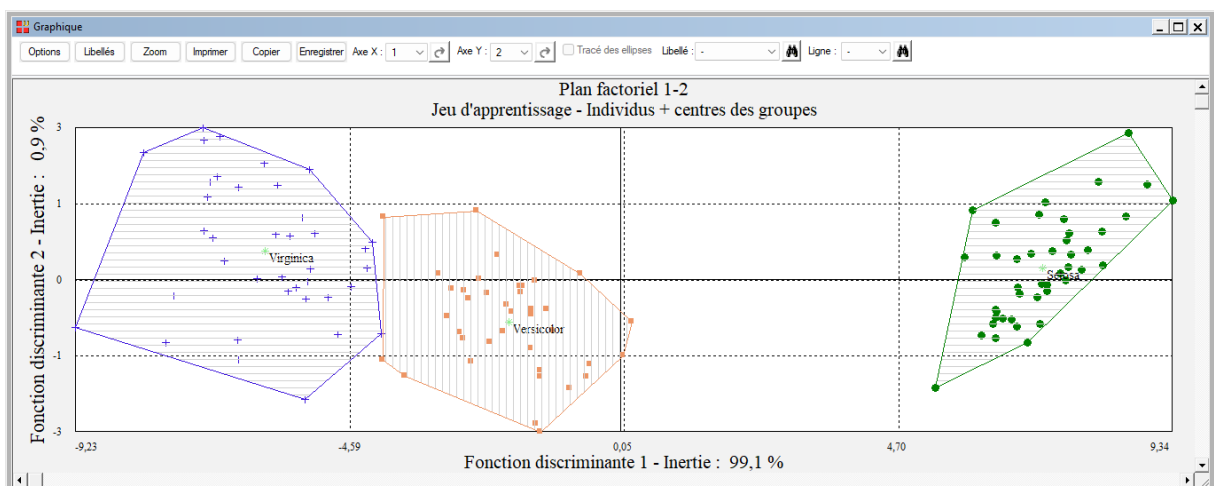 Graphique
Options Libellés Zoom Imprimer Copier Enregistrer Axe X : 1 Axe Y : 2 Tracé des ellipses Libellé : - Ligne : -
Plan factoriel 1-2
Jeu d'apprentissage - Individus + centres des groupes
Fonction discriminante 2 - Inertie : 0,9 %
3
1
0
-1
-3
Virginica
Versicolor
Setosa
-9,23 -4,59 0,05 4,70 9,34
Fonction discriminante 1 - Inertie : 99,1 %